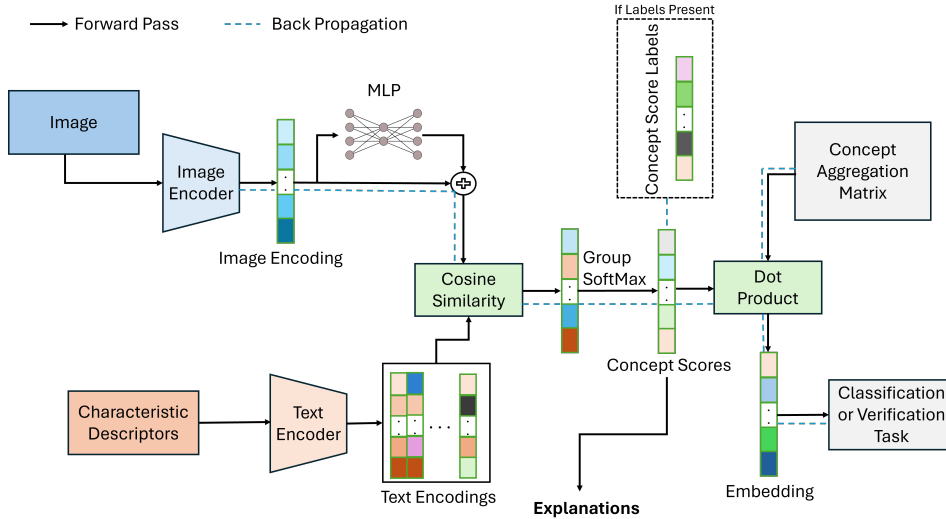 Forward Pass
Back Propagation
If Labels Present
Concept Score Labels
MLP
Image
Image
Encoder
Image Encoding
Concept
Aggregation
Matrix
Cosine
Similarity
Group
SoftMax
Dot
Product
Concept Scores
Characteristic
Descriptors
Text
Encoder
Text Encodings
Classification
or Verification
Task
Embedding
Explanations